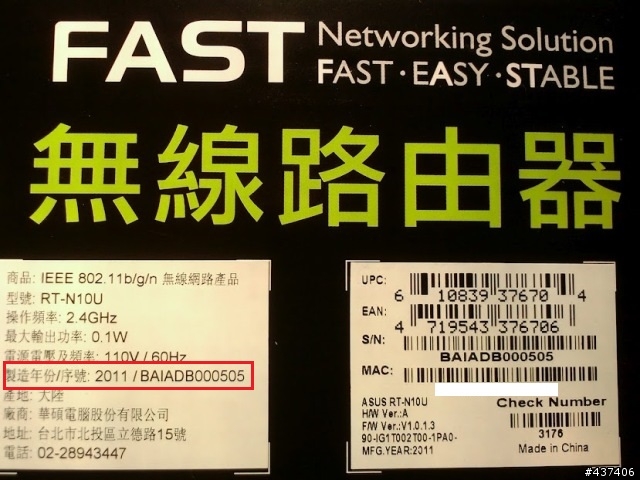 FAST Networking Solution
FAST·EASY·STABLE
無線路由器
商品: IEEE 802.11b/g/n 無線網路產品
型號: RT-N10U
操作頻率: 2.4GHz
最大輸出功率: 0.1W
電源電壓及頻率: 110V / 60Hz
製造年份/序號: 2011 / BAIADB000505
產地: 大陸
廠商: 華碩電腦股份有限公司
地址: 台北市北投區立德路15號
電話: 02-28943447
UPC:
6 10839 37670 4
EAN:
4 719543 376706
S/N:
BAIADB000505
MAC:
ASUS RT-N10U
H/W Ver.:A
F/W Ver.:V1.0.1.3
90-IG1T002T00-1PA0-
MFG.YEAR:2011
Check Number
3176
Made in China
#437406